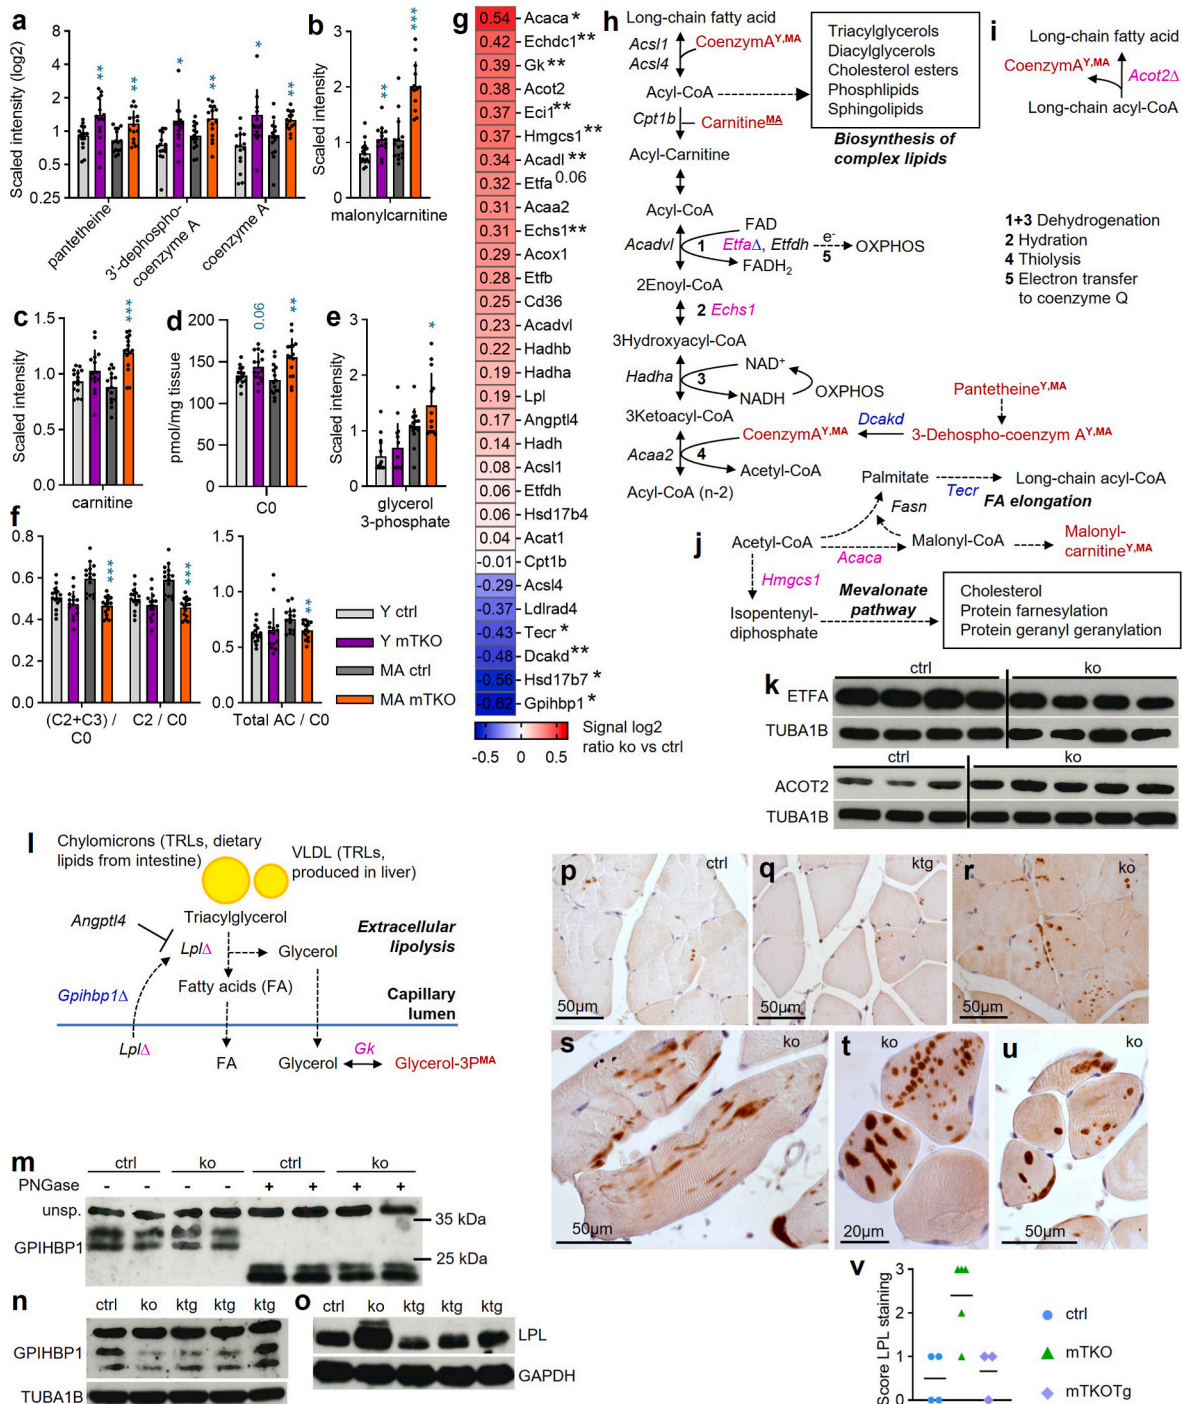 a
Scaled intensity (log2)
8
4
2
1
0.5
0.25
**
**
*
*
**
pantetheine
3'-dephospho-
coenzyme A
coenzyme A
b
Scaled intensity
3
2
1
0
**
***
malonylcarnitine
c
Scaled intensity
1.5
1.0
0.5
0.0
***
carnitine
d
pmol/mg tissue
200
150
100
50
0
0.06
**
C0
e
Scaled intensity
3
2
1
0
*
glycerol
3-phosphate
f
0.8
0.6
0.4
0.2
0.0
***
***
(C2+C3) /
C0
C2 / C0
1.5
1.0
0.5
0.0
**
Total AC / C0
Y ctrl
Y mTKO
MA ctrl
MA mTKO
g
0.54 Acaca *
0.42 Echdc1 **
0.39 Gk **
0.38 Acot2
0.37 Eci1 **
0.37 Hmgcs1 **
0.34 Acadl **
0.32 Etfa 0.06
0.31 Acaa2
0.31 Echs1 **
0.29 Acox1
0.28 Etfb
0.25 Cd36
0.23 Acadvl
0.22 Hadhb
0.19 Hadha
0.19 Lpl
0.17 Angptl4
0.14 Hadh
0.08 Acsl1
0.06 Etfdh
0.06 Hsd17b4
0.04 Acat1
-0.01 Cpt1b
-0.29 Acsl4
-0.37 Ldlrad4
-0.43 Tecr *
-0.48 Dcakd **
-0.56 Hsd17b7 *
-0.62 Gpihbp1 *
Signal log2
ratio ko vs ctrl
-0.5 0 0.5
h
Long-chain fatty acid
Acsl1
Acsl4
CoenzymA Y,MA
Acyl-CoA
Cpt1b
Carnitine MA
Acyl-Carnitine
Acyl-CoA
Acadvl
1
FAD
EtfaΔ, Etfdh
FADH2
e-
5
OXPHOS
2Enoyl-CoA
2 Echs1
3Hydroxyacyl-CoA
Hadha
3
NAD+
NADH
OXPHOS
3Ketoacyl-CoA
Acaa2
4
CoenzymA Y,MA
Acetyl-CoA
Acyl-CoA (n-2)
Dcakd
3-Dehospho-coenzym A Y,MA
Pantetheine Y,MA
Triacylglycerols
Diacylglycerols
Cholesterol esters
Phosphlipids
Sphingolipids
Biosynthesis of
complex lipids
1+3 Dehydrogenation
2 Hydration
4 Thiolysis
5 Electron transfer
to coenzyme Q
i
Long-chain fatty acid
CoenzymA Y,MA
Acot2Δ
Long-chain acyl-CoA
j
Palmitate
Tecr
Long-chain acyl-CoA
FA elongation
Fasn
Acetyl-CoA
Acaca
Malonyl-CoA
Malonyl-
carnitine Y,MA
Hmgcs1
Isopentenyl-
diphosphate
Mevalonate
pathway
Cholesterol
Protein farnesylation
Protein geranyl geranylation
k
ctrl ko
ETFA
TUBA1B
ctrl ko
ACOT2
TUBA1B
l
Chylomicrons (TRLs, dietary
lipids from intestine)
VLDL (TRLs,
produced in liver)
Triacylglycerol
Angptl4
LplΔ
Glycerol
Extracellular
lipolysis
Fatty acids (FA)
Gpihbp1Δ
Capillary
lumen
LplΔ
FA
Glycerol
Gk
Glycerol-3P MA
m
ctrl ko ctrl ko
PNGase - - - - + + + +
unsp.
GPIHBP1
35 kDa
25 kDa
n
ctrl ko ktg ktg ktg
GPIHBP1
TUBA1B
o
ctrl ko ktg ktg ktg
LPL
GAPDH
p
ctrl
50µm
q
ktg
50µm
r
ko
50µm
s
ko
50µm
t
ko
20µm
u
ko
50µm
v
Score LPL staining
3
2
1
0
ctrl
mTKO
mTKOTg